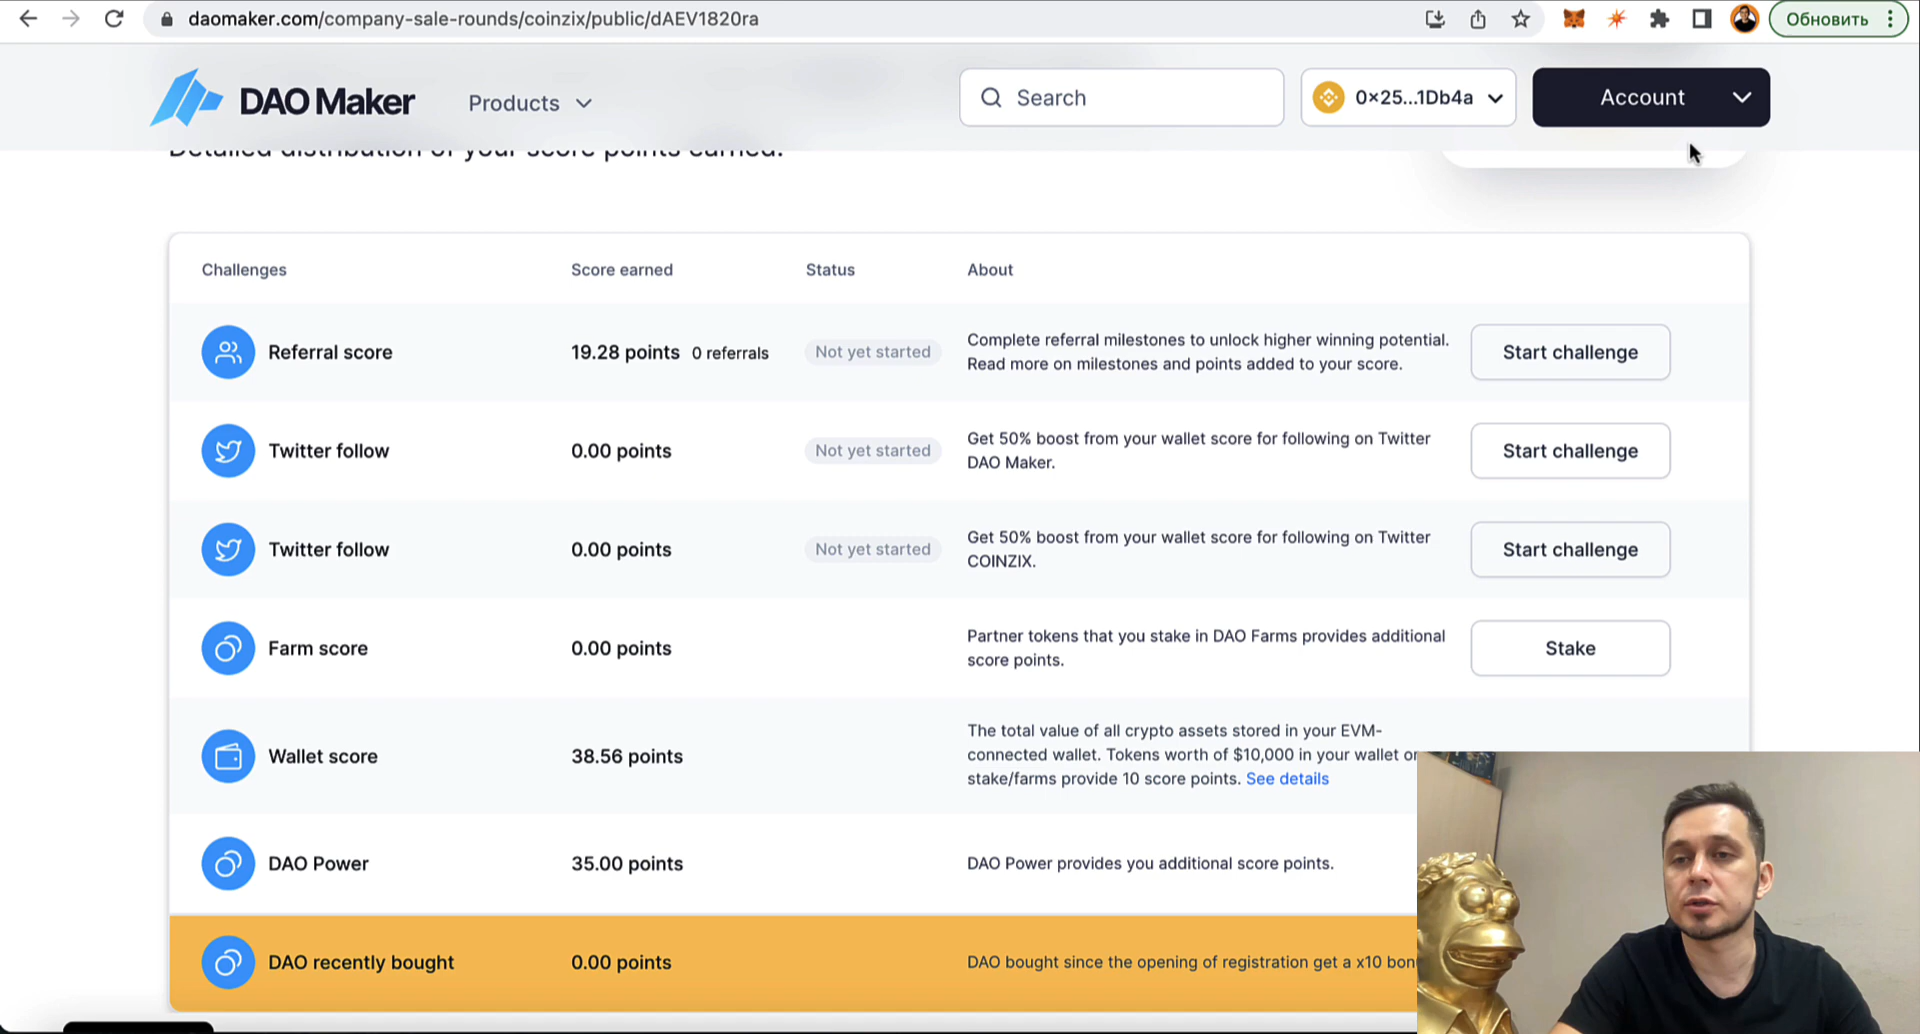 daomaker.com/company-sale-rounds/coinzix/public/dAEV1820ra
Обновить
DAO Maker
Products
Search
0×25...1Db4a
Account
Detailed distribution of your score points earned.
Challenges Score earned Status About
Referral score 19.28 points 0 referrals Not yet started
Complete referral milestones to unlock higher winning potential.
Read more on milestones and points added to your score.
Start challenge
Twitter follow 0.00 points Not yet started
Get 50% boost from your wallet score for following on Twitter
DAO Maker.
Start challenge
Twitter follow 0.00 points Not yet started
Get 50% boost from your wallet score for following on Twitter
COINZIX.
Start challenge
Farm score 0.00 points
Partner tokens that you stake in DAO Farms provides additional
score points.
Stake
Wallet score 38.56 points
The total value of all crypto assets stored in your EVM-
connected wallet. Tokens worth of $10,000 in your wallet or
stake/farms provide 10 score points. See details
DAO Power 35.00 points
DAO Power provides you additional score points.
DAO recently bought 0.00 points
DAO bought since the opening of registration get a x10